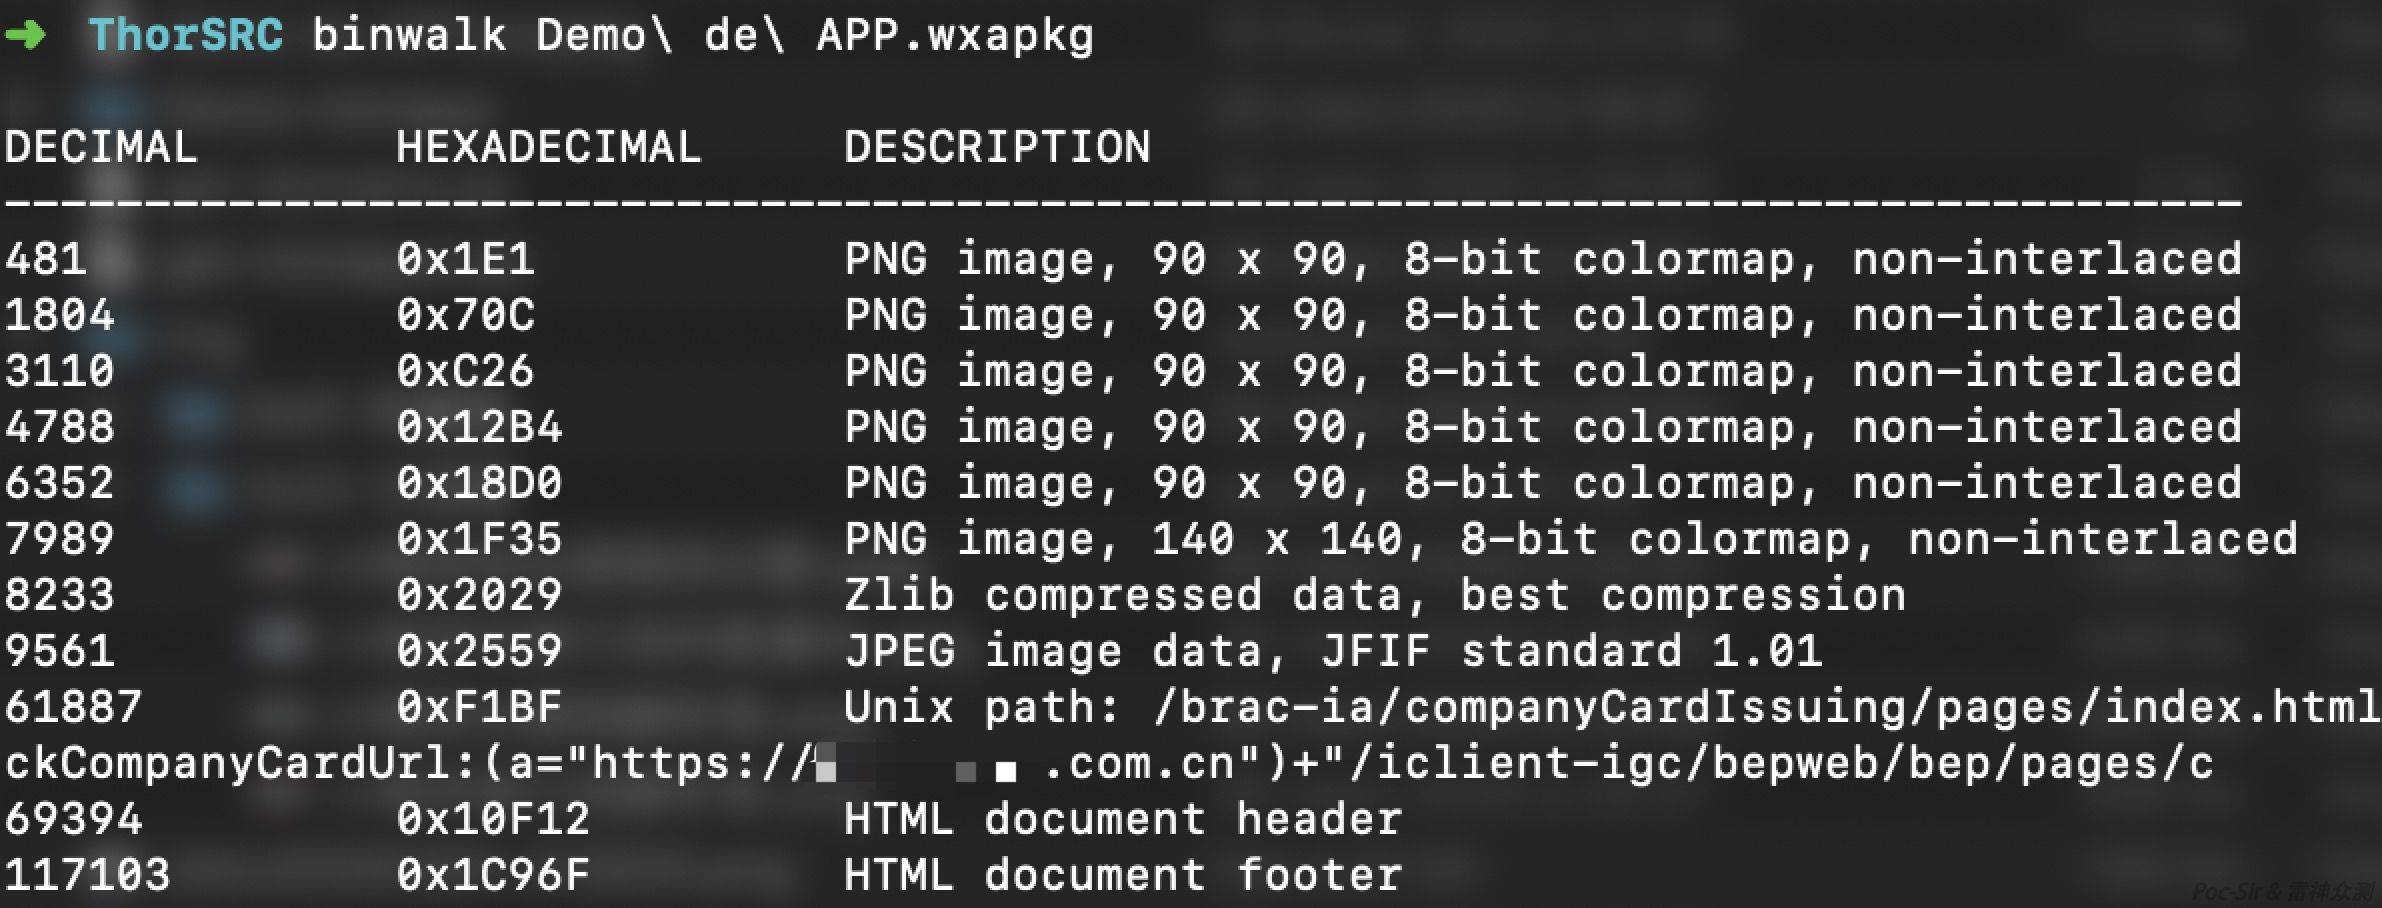 ➜ ThorSRC binwalk Demo\ de\ APP.wxapkg
DECIMAL HEXADECIMAL DESCRIPTION
--------------------------------------------------------------------------------
481 0x1E1 PNG image, 90 x 90, 8-bit colormap, non-interlaced
1804 0x70C PNG image, 90 x 90, 8-bit colormap, non-interlaced
3110 0xC26 PNG image, 90 x 90, 8-bit colormap, non-interlaced
4788 0x12B4 PNG image, 90 x 90, 8-bit colormap, non-interlaced
6352 0x18D0 PNG image, 90 x 90, 8-bit colormap, non-interlaced
7989 0x1F35 PNG image, 140 x 140, 8-bit colormap, non-interlaced
8233 0x2029 Zlib compressed data, best compression
9561 0x2559 JPEG image data, JFIF standard 1.01
61887 0xF1BF Unix path: /brac-ia/companyCardIssuing/pages/index.html
ckCompanyCardUrl:(a="https:// .com.cn")+"/iclient-igc/bepweb/bep/pages/c
69394 0x10F12 HTML document header
117103 0x1C96F HTML document footer
Poc-Sir & 雷神众测